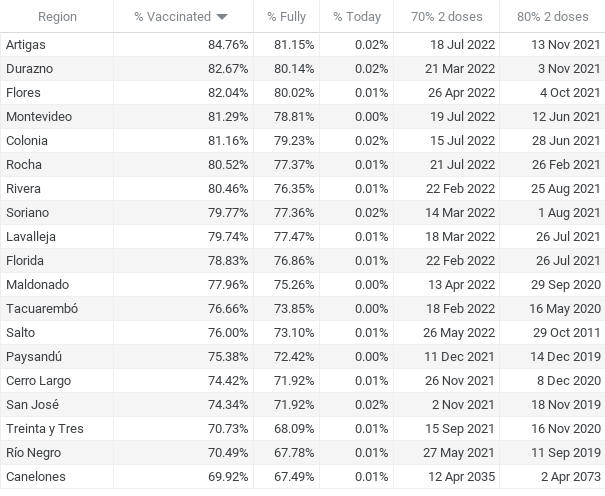 Region % Vaccinated % Fully % Today 70% 2 doses 80% 2 doses
Artigas 84.76% 81.15% 0.02% 18 Jul 2022 13 Nov 2021
Durazno 82.67% 80.14% 0.02% 21 Mar 2022 3 Nov 2021
Flores 82.04% 80.02% 0.01% 26 Apr 2022 4 Oct 2021
Montevideo 81.29% 78.81% 0.00% 19 Jul 2022 12 Jun 2021
Colonia 81.16% 79.23% 0.02% 15 Jul 2022 28 Jun 2021
Rocha 80.52% 77.37% 0.01% 21 Jul 2022 26 Feb 2021
Rivera 80.46% 76.35% 0.01% 22 Feb 2022 25 Aug 2021
Soriano 79.77% 77.36% 0.02% 14 Mar 2022 1 Aug 2021
Lavalleja 79.74% 77.47% 0.01% 18 Mar 2022 26 Jul 2021
Florida 78.83% 76.86% 0.01% 22 Feb 2022 26 Jul 2021
Maldonado 77.96% 75.26% 0.00% 13 Apr 2022 29 Sep 2020
Tacuarembó 76.66% 73.85% 0.00% 18 Feb 2022 16 May 2020
Salto 76.00% 73.10% 0.01% 26 May 2022 29 Oct 2011
Paysandú 75.38% 72.42% 0.00% 11 Dec 2021 14 Dec 2019
Cerro Largo 74.42% 71.92% 0.01% 26 Nov 2021 8 Dec 2020
San José 74.34% 71.92% 0.02% 2 Nov 2021 18 Nov 2019
Treinta y Tres 70.73% 68.09% 0.01% 15 Sep 2021 16 Nov 2020
Río Negro 70.49% 67.78% 0.01% 27 May 2021 11 Sep 2019
Canelones 69.92% 67.49% 0.01% 12 Apr 2035 2 Apr 2073